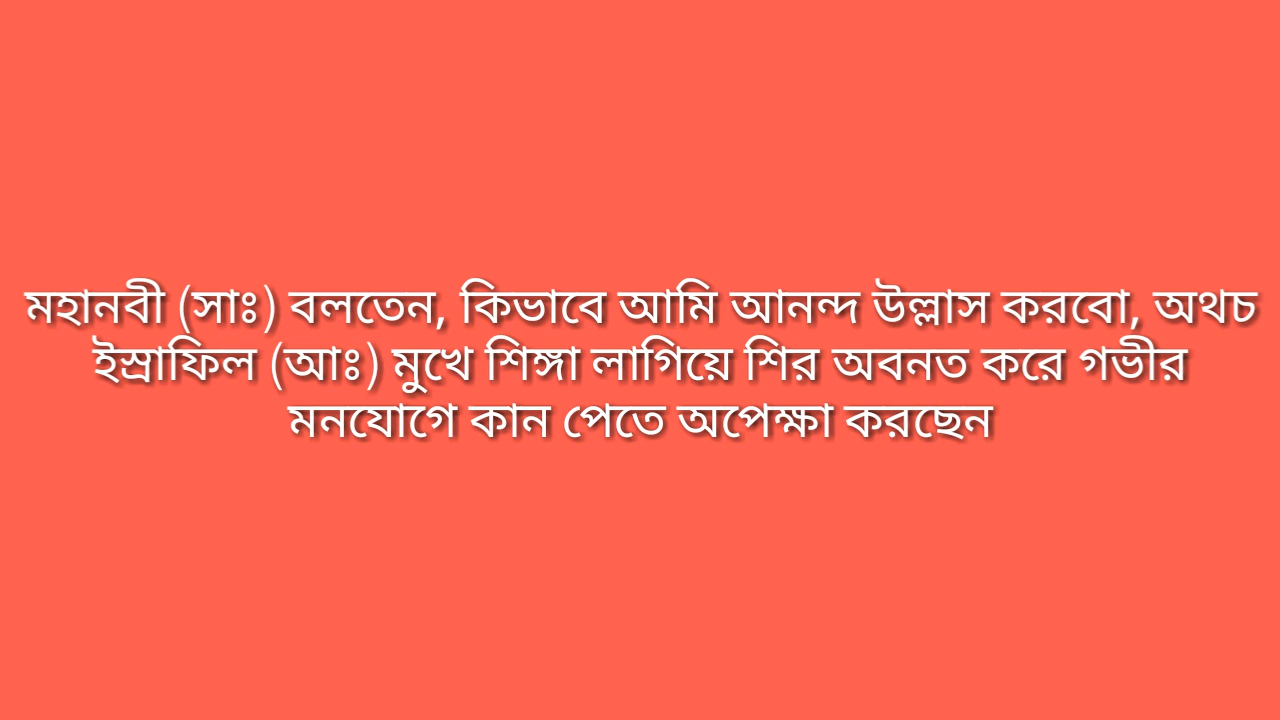 মহানবী (সাঃ) বলতেন, কিভাবে আমি আনন্দ উল্লাস করবো, অথচ
ইস্রাফিল (আঃ) মুখে শিঙ্গা লাগিয়ে শির অবনত করে গভীর
মনযোগে কান পেতে অপেক্ষা করছেন